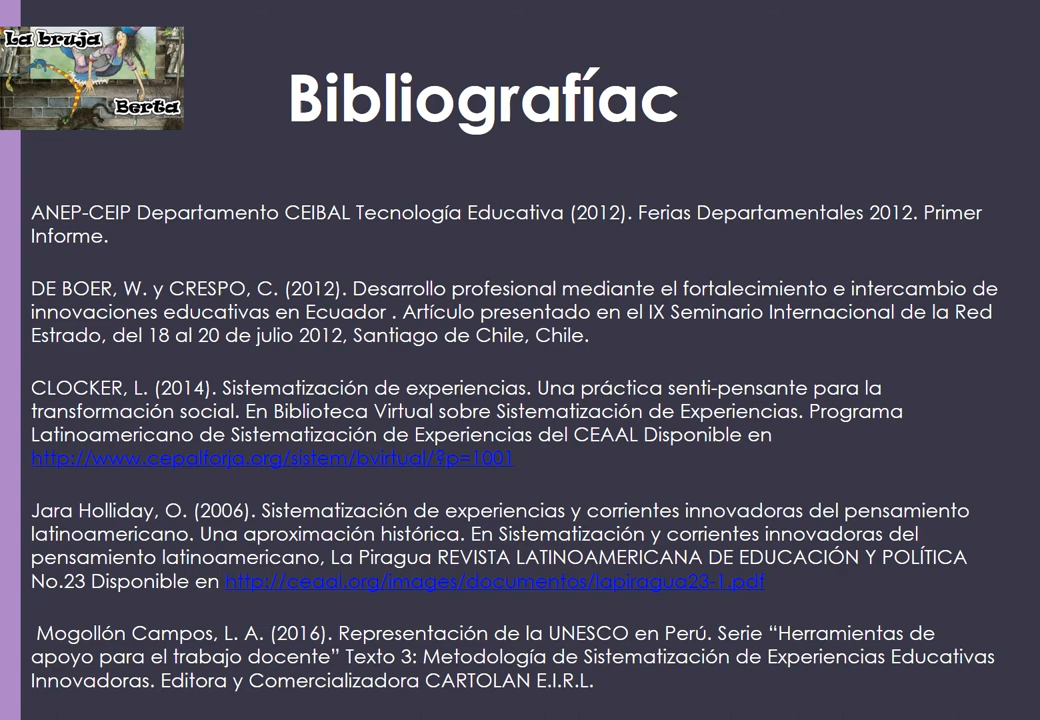 La bruja
Berta
Bibliografíac
ANEP-CEIP Departamento CEIBAL Tecnología Educativa (2012). Ferias Departamentales 2012. Primer
Informe.
DE BOER, W. y CRESPO, C. (2012). Desarrollo profesional mediante el fortalecimiento e intercambio de
innovaciones educativas en Ecuador . Artículo presentado en el IX Seminario Internacional de la Red
Estrado, del 18 al 20 de julio 2012, Santiago de Chile, Chile.
CLOCKER, L. (2014). Sistematización de experiencias. Una práctica senti-pensante para la
transformación social. En Biblioteca Virtual sobre Sistematización de Experiencias. Programa
Latinoamericano de Sistematización de Experiencias del CEAAL Disponible en
http://www.cepalforja.org/sistem/bvirtual/?p=1001
Jara Holliday, O. (2006). Sistematización de experiencias y corrientes innovadoras del pensamiento
latinoamericano. Una aproximación histórica. En Sistematización y corrientes innovadoras del
pensamiento latinoamericano, La Piragua REVISTA LATINOAMERICANA DE EDUCACIÓN Y POLÍTICA
No.23 Disponible en http://ceaal.org/images/documentos/lapiragua23-1.pdf
Mogollón Campos, L. A. (2016). Representación de la UNESCO en Perú. Serie “Herramientas de
apoyo para el trabajo docente” Texto 3: Metodología de Sistematización de Experiencias Educativas
Innovadoras. Editora y Comercializadora CARTOLAN E.I.R.L.